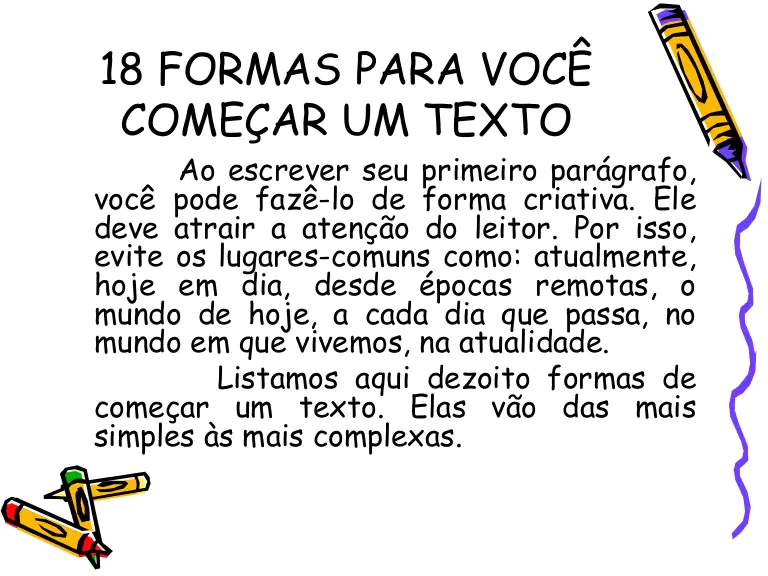 18 FORMAS PARA VOCÊ
COMEÇAR UM TEXTO
Ao escrever seu primeiro parágrafo,
você pode fazê-lo de forma criativa. Ele
deve atrair a atenção do leitor. Por isso,
evite os lugares-comuns como: atualmente,
hoje em dia, desde épocas remotas, o
mundo de hoje, a cada dia que passa, no
mundo em que vivemos, na atualidade.
Listamos aqui dezoito formas de
começar um texto. Elas vão das mais
simples às mais complexas.